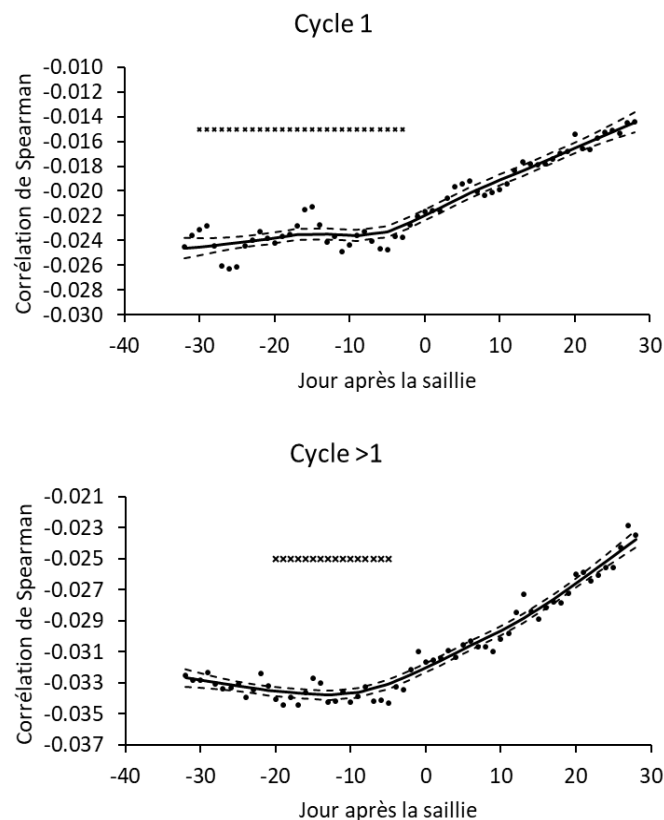 Cycle 1
Corrélation de Spearman
-0.010
-0.012
-0.014
-0.016
-0.018
-0.020
-0.022
-0.024
-0.026
-0.028
-0.030
-40 -30 -20 -10 0 10 20 30
Jour après la saillie
Cycle >1
Corrélation de Spearman
-0.021
-0.023
-0.025
-0.027
-0.029
-0.031
-0.033
-0.035
-0.037
-40 -30 -20 -10 0 10 20 30
Jour après la saillie